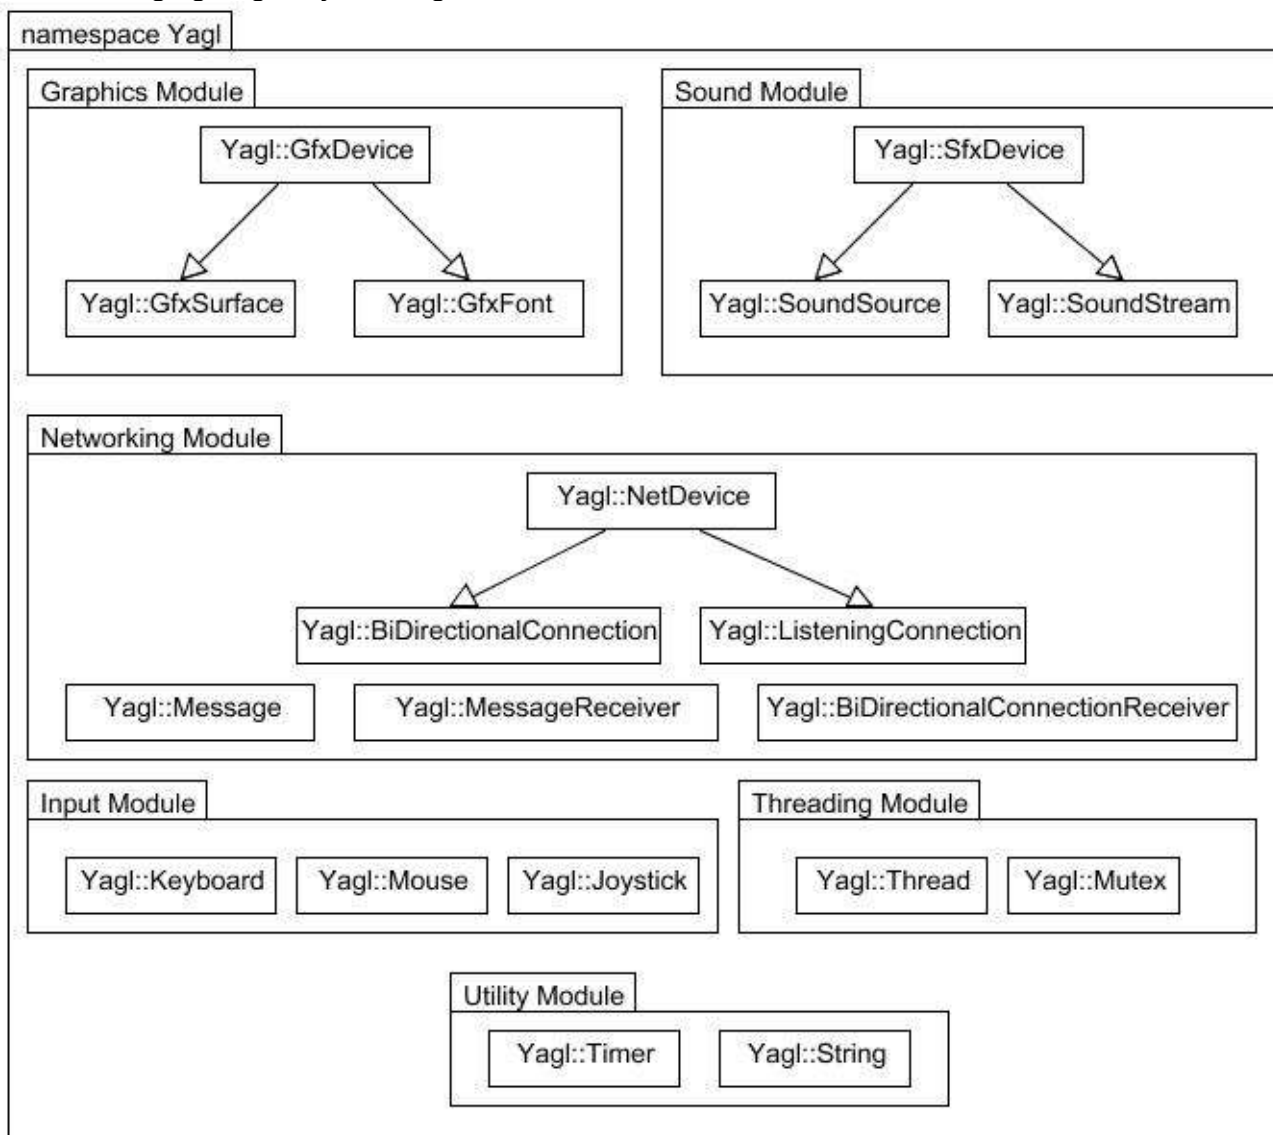 namespace Yagl
Graphics Module
Yagl::GfxDevice
Yagl::GfxSurface
Yagl::GfxFont
Sound Module
Yagl::SfxDevice
Yagl::SoundSource
Yagl::SoundStream
Networking Module
Yagl::NetDevice
Yagl::BiDirectionalConnection
Yagl::ListeningConnection
Yagl::Message
Yagl::MessageReceiver
Yagl::BiDirectionalConnectionReceiver
Input Module
Yagl::Keyboard
Yagl::Mouse
Yagl::Joystick
Threading Module
Yagl::Thread
Yagl::Mutex
Utility Module
Yagl::Timer
Yagl::String